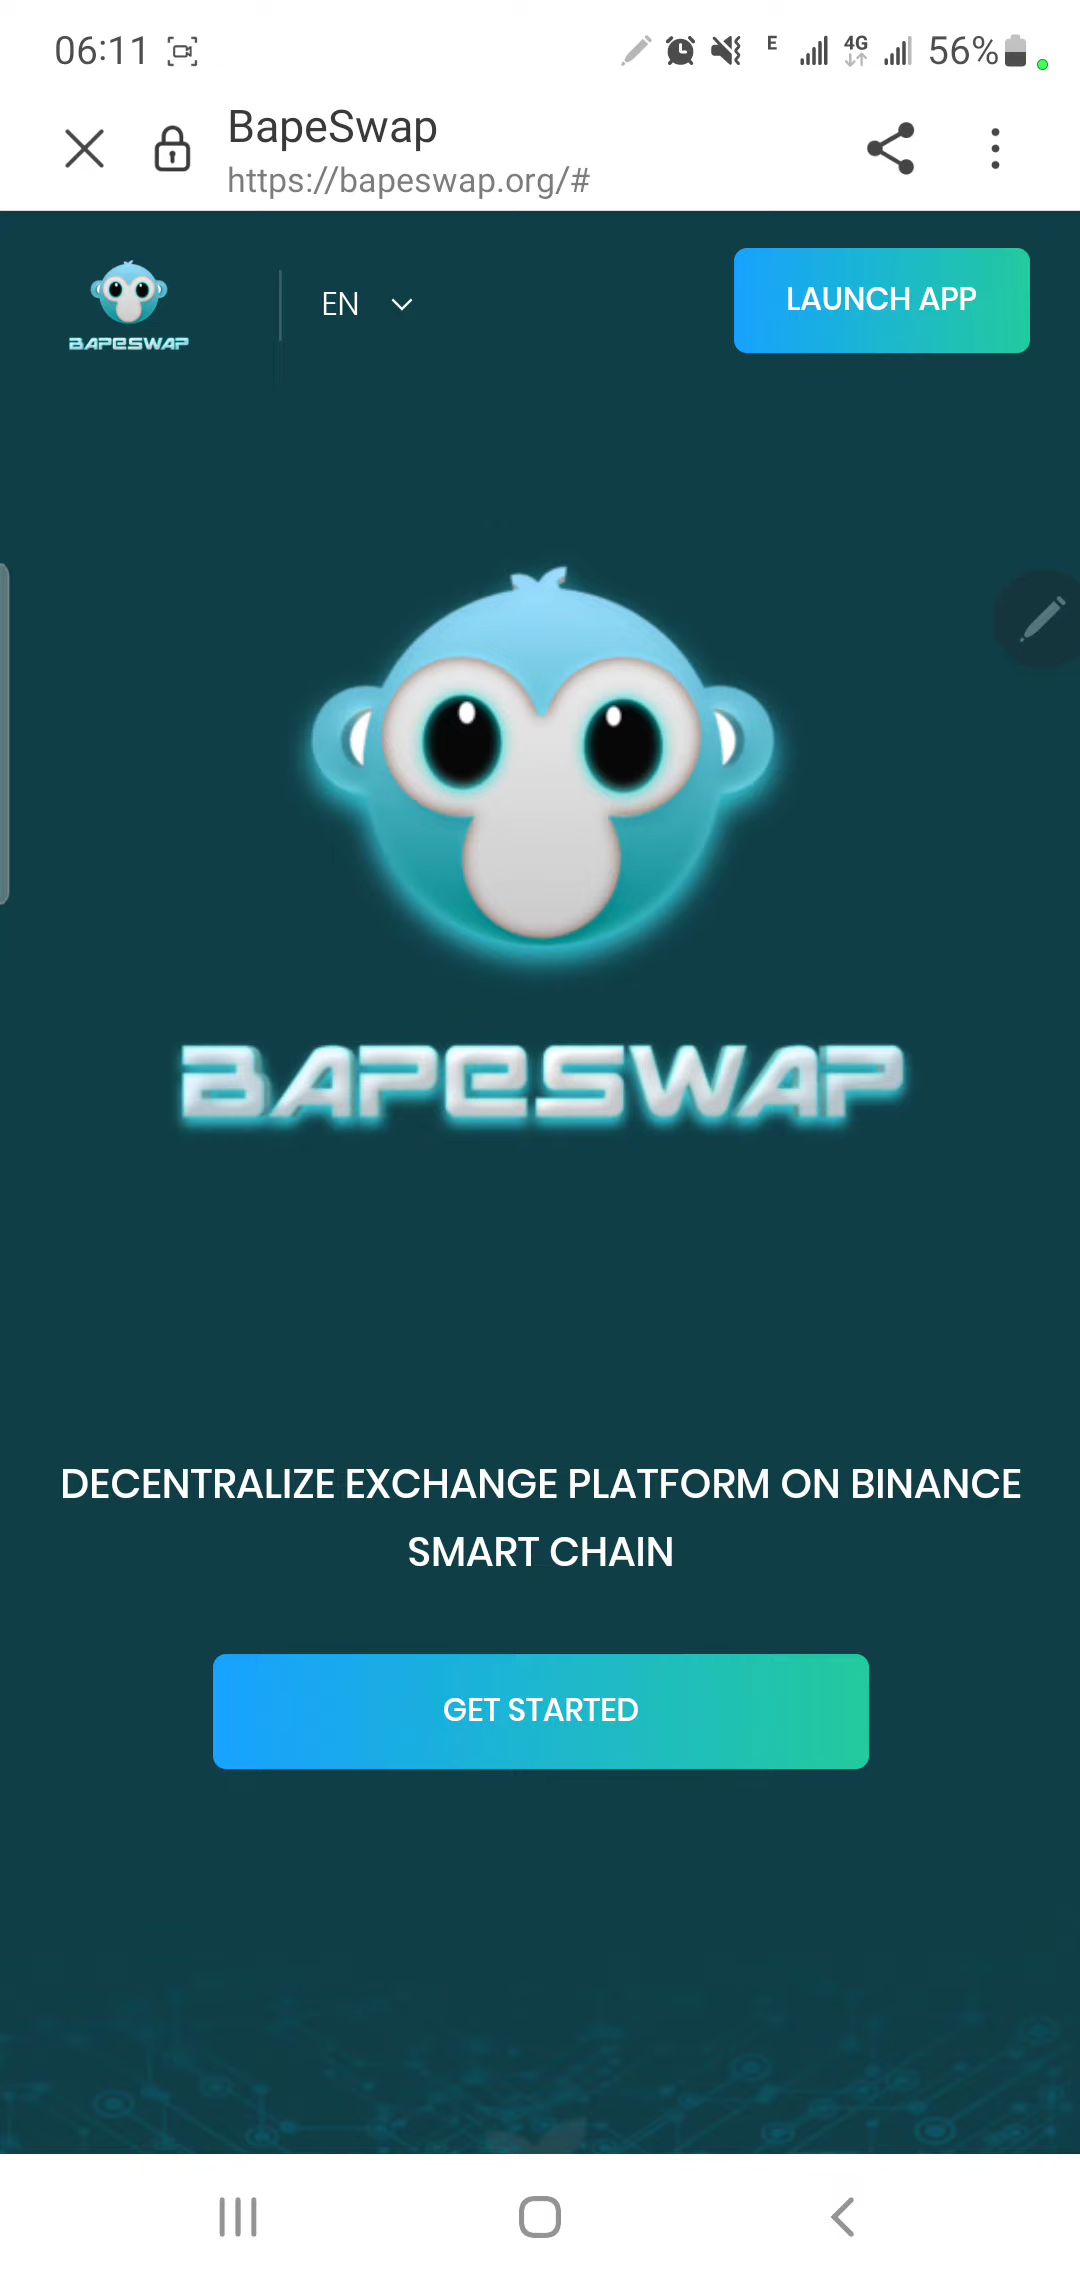 06:11
E
4G
56%
BapeSwap
https://bapeswap.org/#
BAPESWAP
EN
LAUNCH APP
BAPESWAP
DECENTRALIZE EXCHANGE PLATFORM ON BINANCE
SMART CHAIN
GET STARTED